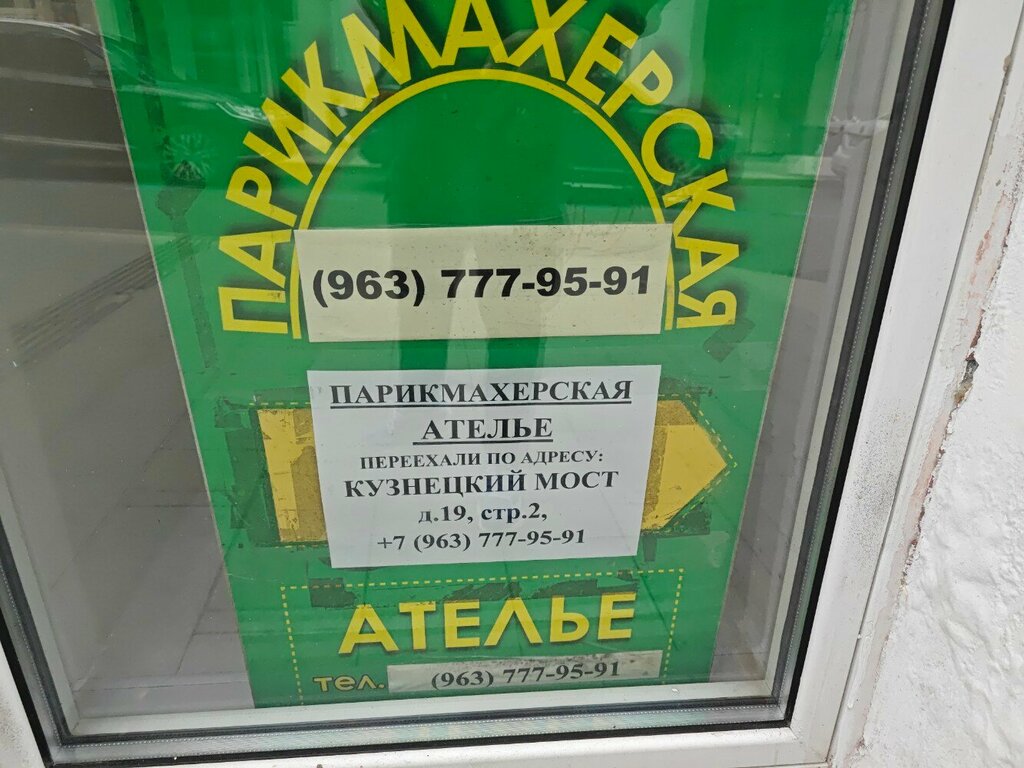 ПАРИКМАХЕРСКАЯ
(963) 777-95-91
ПАРИКМАХЕРСКАЯ
АТЕЛЬЕ
ПЕРЕЕХАЛИ ПО АДРЕСУ:
КУЗНЕЦКИЙ МОСТ
д.19, стр.2,
+7 (963) 777-95-91
АТЕЛЬЕ
тел. (963) 777-95-91